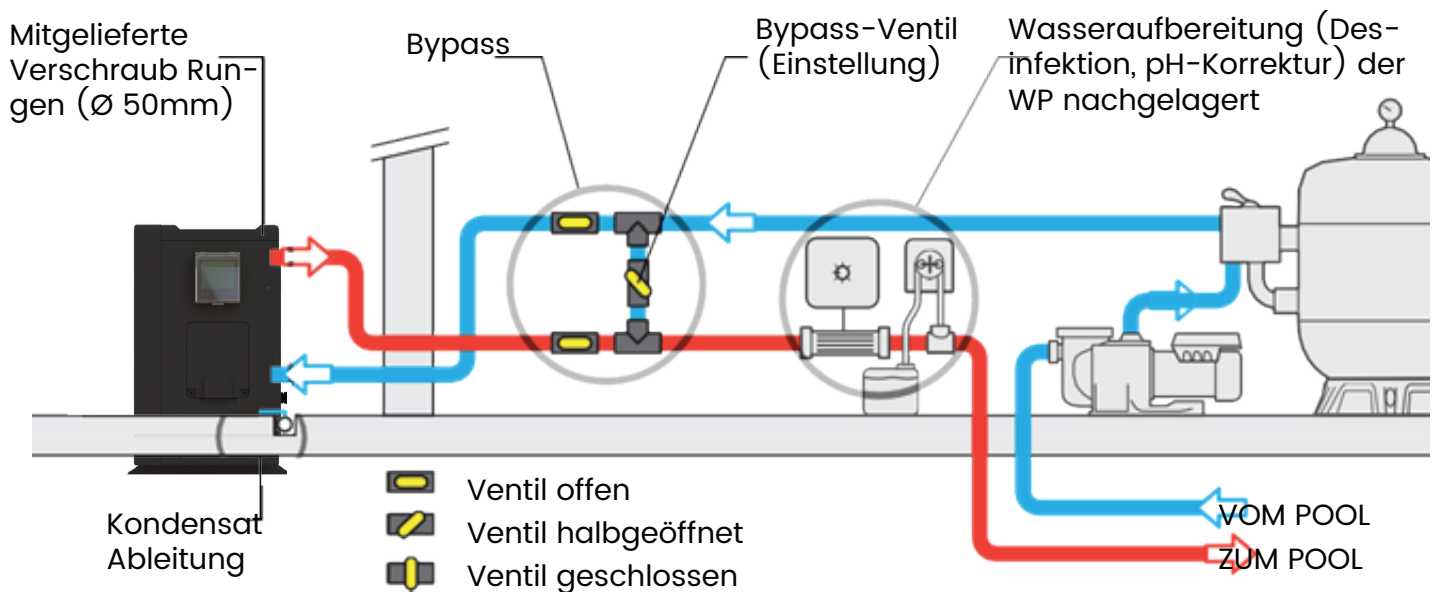 Mitgelieferte
Verschraub Run-
gen (Ø 50mm)
Bypass
Bypass-Ventil
(Einstellung)
Wasseraufbereitung (Des-
infektion, pH-Korrektur) der
WP nachgelagert
Kondensat
Ableitung
Ventil offen
Ventil halbgeöffnet
Ventil geschlossen
VOM POOL
ZUM POOL